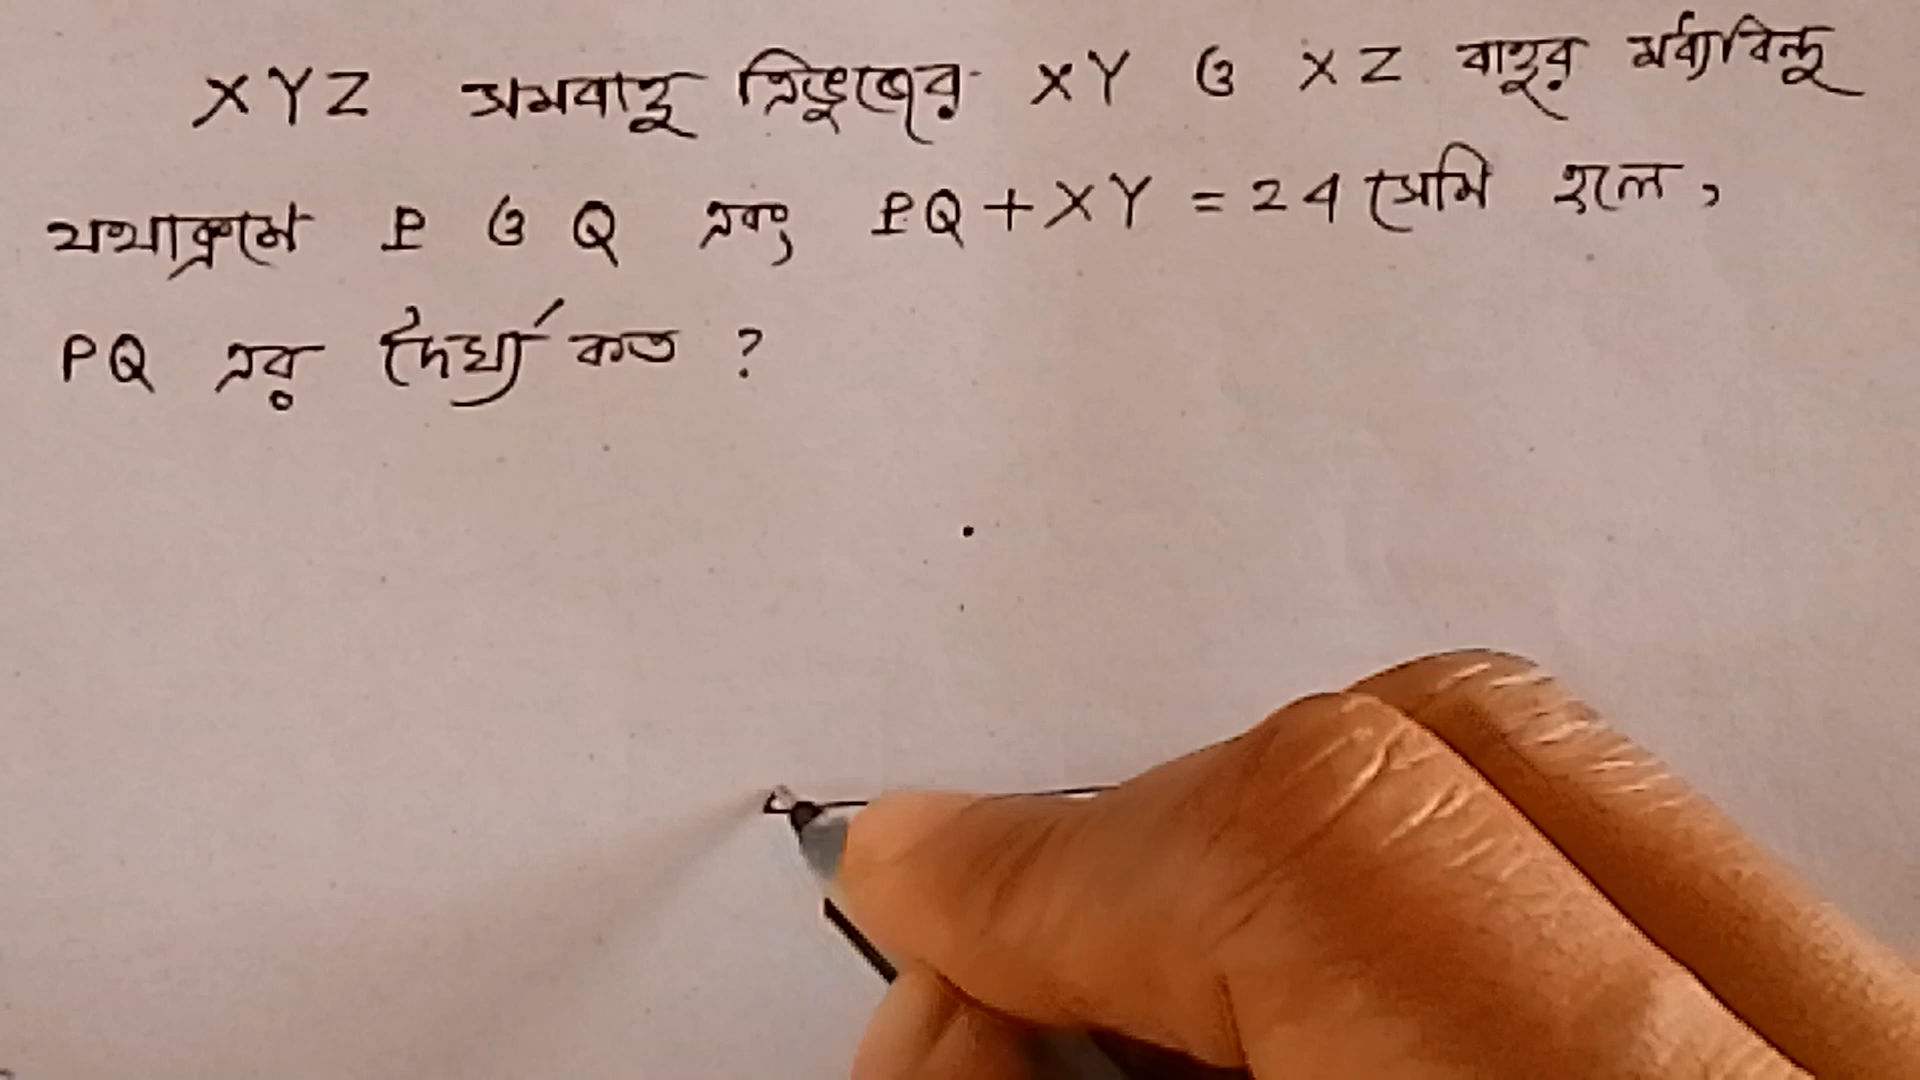 XYZ সমবাহু ত্রিভুজের XY ও XZ বাহুর মধ্যবিন্দু
যথাক্রমে P ও Q এবং PQ+XY = 24 সেমি হলে,
PQ এর দৈর্ঘ্য কত ?